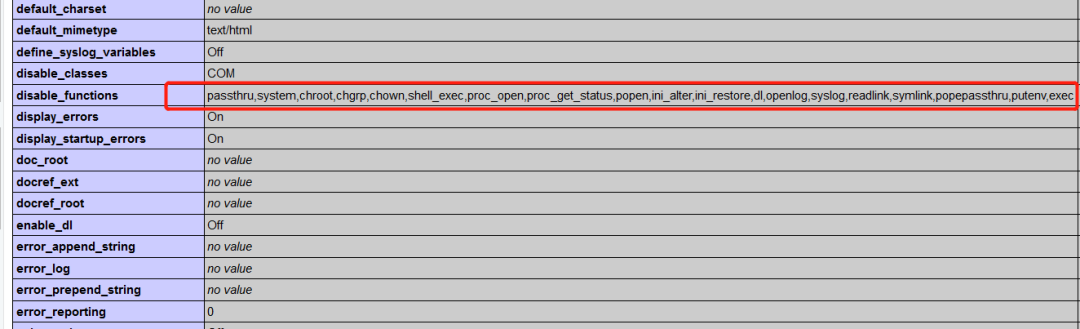 default_charset no value
default_mimetype text/html
define_syslog_variables Off
disable_classes COM
disable_functions passthru,system,chroot,chgrp,chown,shell_exec,proc_open,proc_get_status,popen,ini_alter,ini_restore,dl,openlog,syslog,readlink,symlink,popepassthru,putenv,exec
display_errors On
display_startup_errors On
doc_root no value
docref_ext no value
docref_root no value
enable_dl Off
error_append_string no value
error_log no value
error_prepend_string no value
error_reporting 0